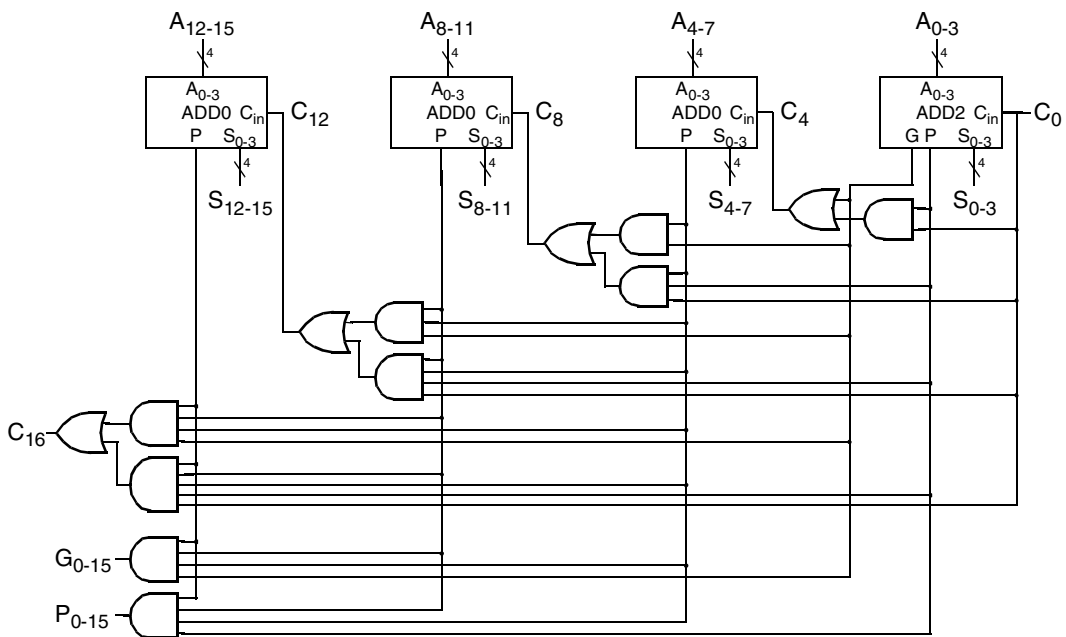 A12-15 A8-11 A4-7 A0-3
4 4 4 4
A0-3 A0-3 A0-3 A0-3
ADD0 Cin C12 ADD0 Cin C8 ADD0 Cin C4 ADD2 Cin C0
P S0-3 P S0-3 P S0-3 G P S0-3
4 4 4 4
S12-15 S8-11 S4-7 S0-3
C16
G0-15
P0-15